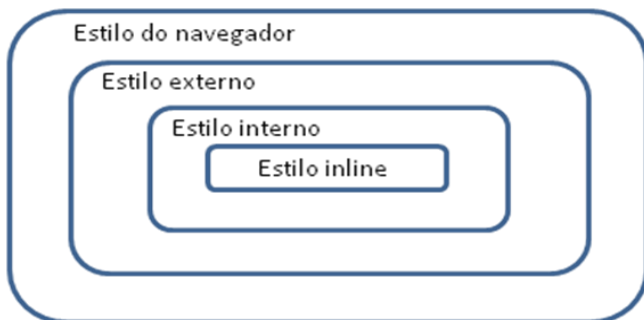 Estilo do navegador
Estilo externo
Estilo interno
Estilo inline